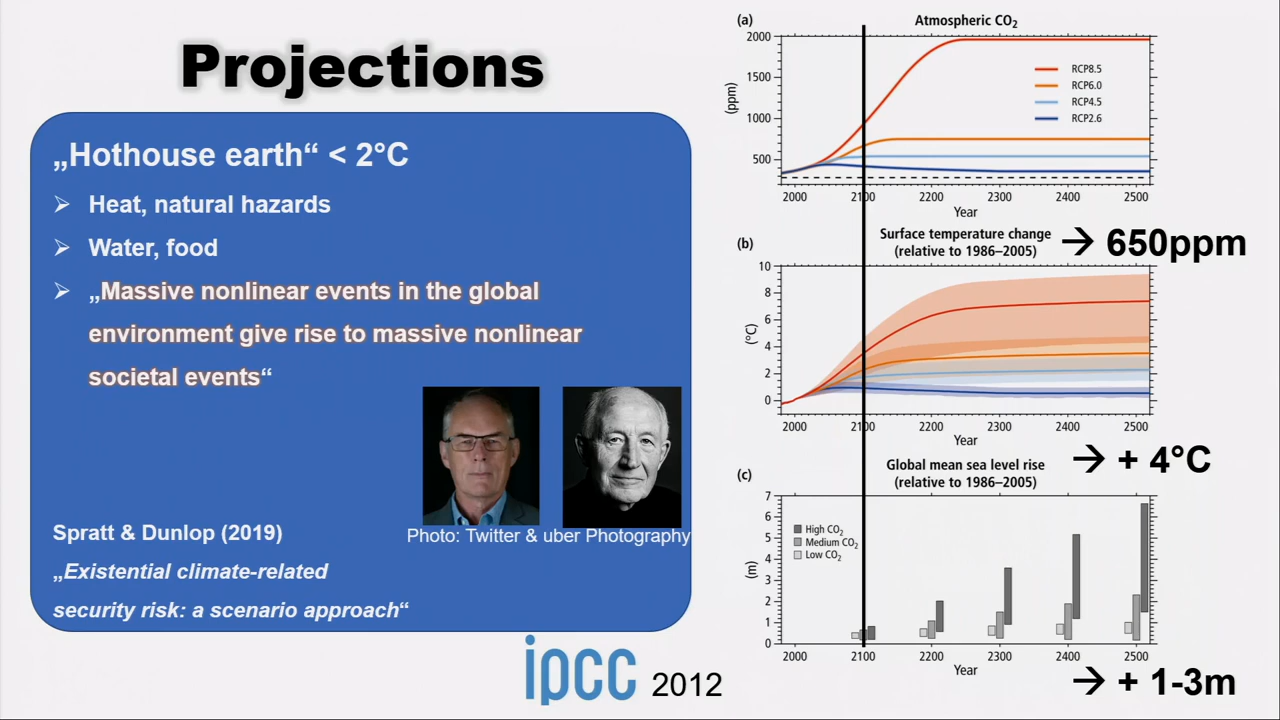 Projections
„Hothouse earth“ < 2°C
➢ Heat, natural hazards
➢ Water, food
➢ „Massive nonlinear events in the global
environment give rise to massive nonlinear
societal events“
Photo: Twitter & uber Photography
Spratt & Dunlop (2019)
„Existential climate-related
security risk: a scenario approach“
ipcc 2012
(a) Atmospheric CO₂
2000
1500
1000
500
(ppm)
RCP8.5
RCP6.0
RCP4.5
RCP2.6
2000 2100 2200 2300 2400 2500
Year
(b) Surface temperature change
(relative to 1986–2005)
→ 650ppm
10
8
6
4
2
0
(°C)
2000 2100 2200 2300 2400 2500
Year
→ + 4°C
(c) Global mean sea level rise
(relative to 1986–2005)
7
6
5
4
3
2
1
0
(m)
High CO₂
Medium CO₂
Low CO₂
2000 2100 2200 2300 2400 2500
Year
→ + 1-3m